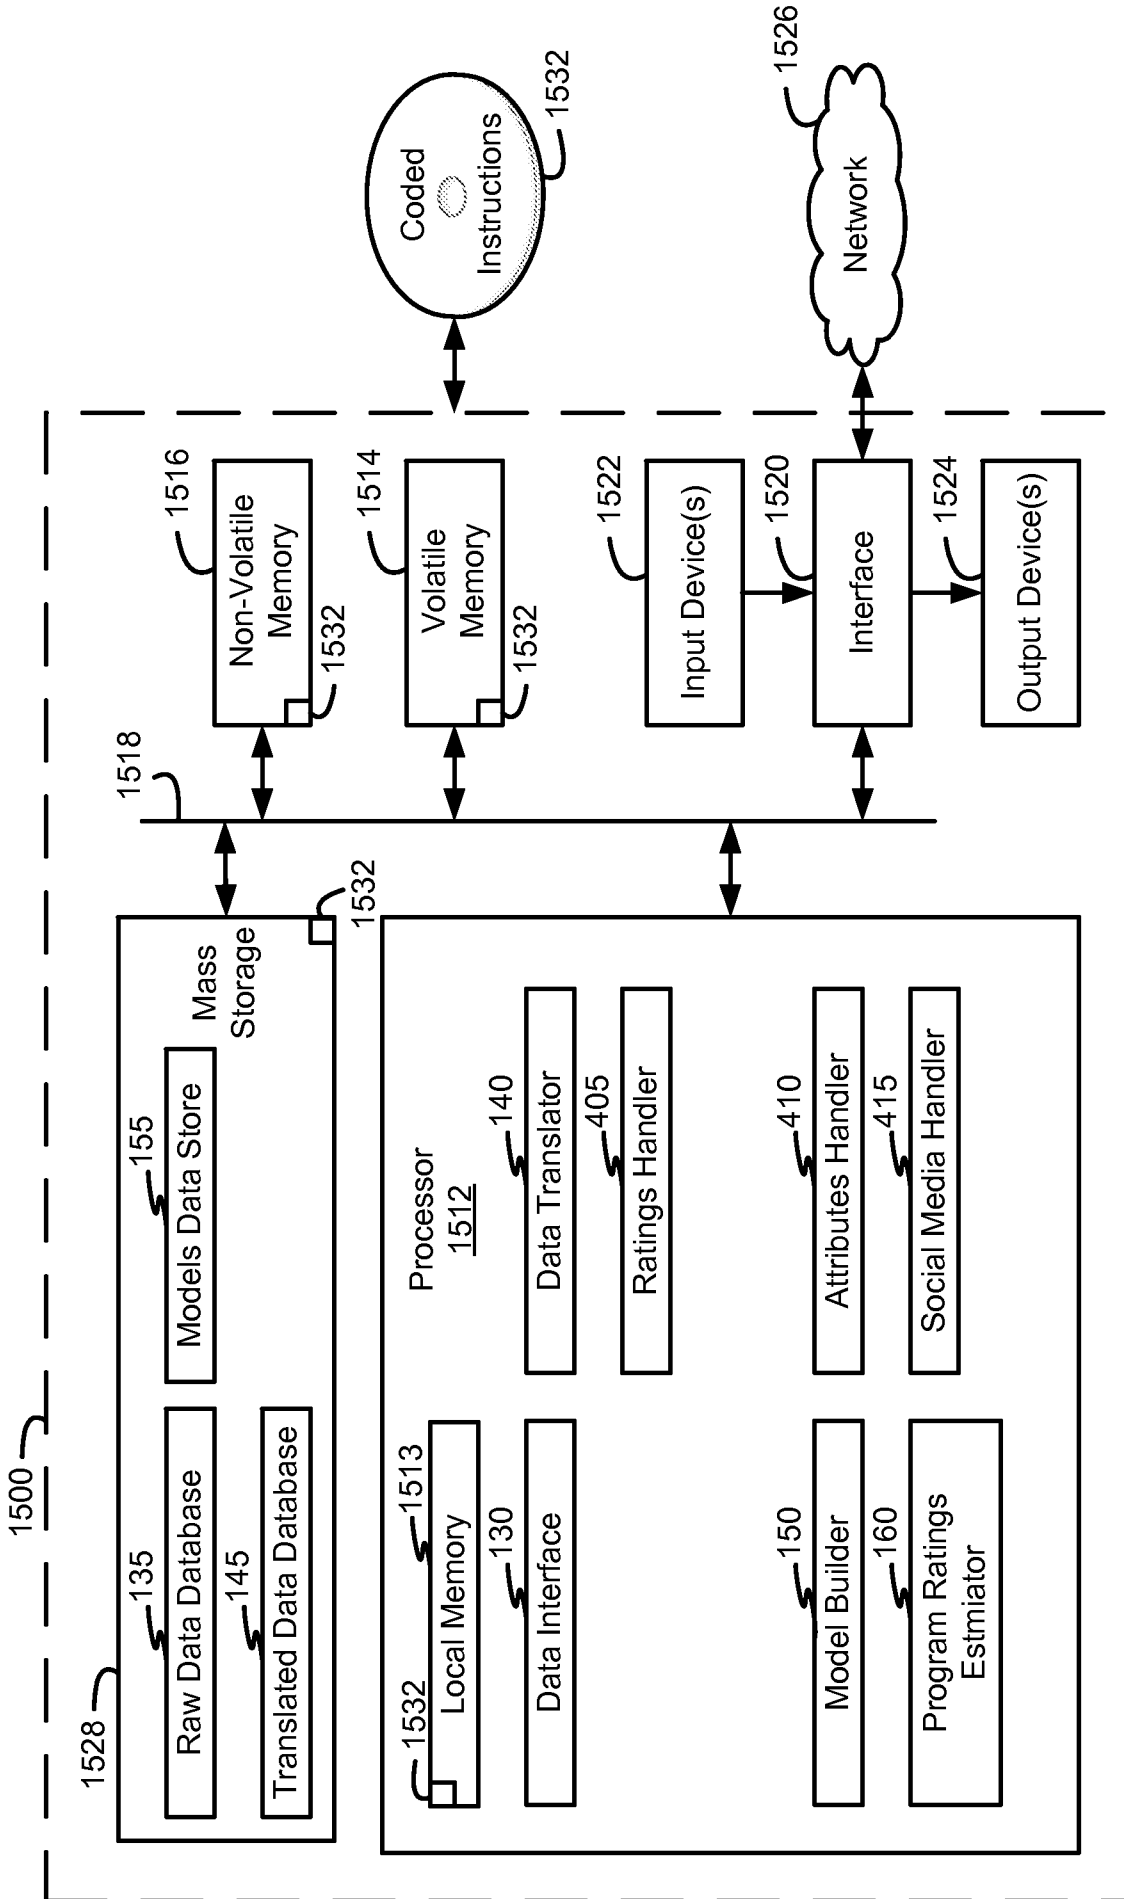 1500
1528
135
Raw Data Database
155
Models Data Store
145
Translated Data Database
Mass
Storage
1532
1518
1516
Non-Volatile
Memory
1532
1514
Volatile
Memory
1532
Coded
Instructions
1532
Processor
1512
1532
1513
Local Memory
130
Data Interface
140
Data Translator
405
Ratings Handler
150
Model Builder
410
Attributes Handler
160
Program Ratings
Estmiator
415
Social Media Handler
1522
Input Device(s)
1520
Interface
1524
Output Device(s)
1526
Network